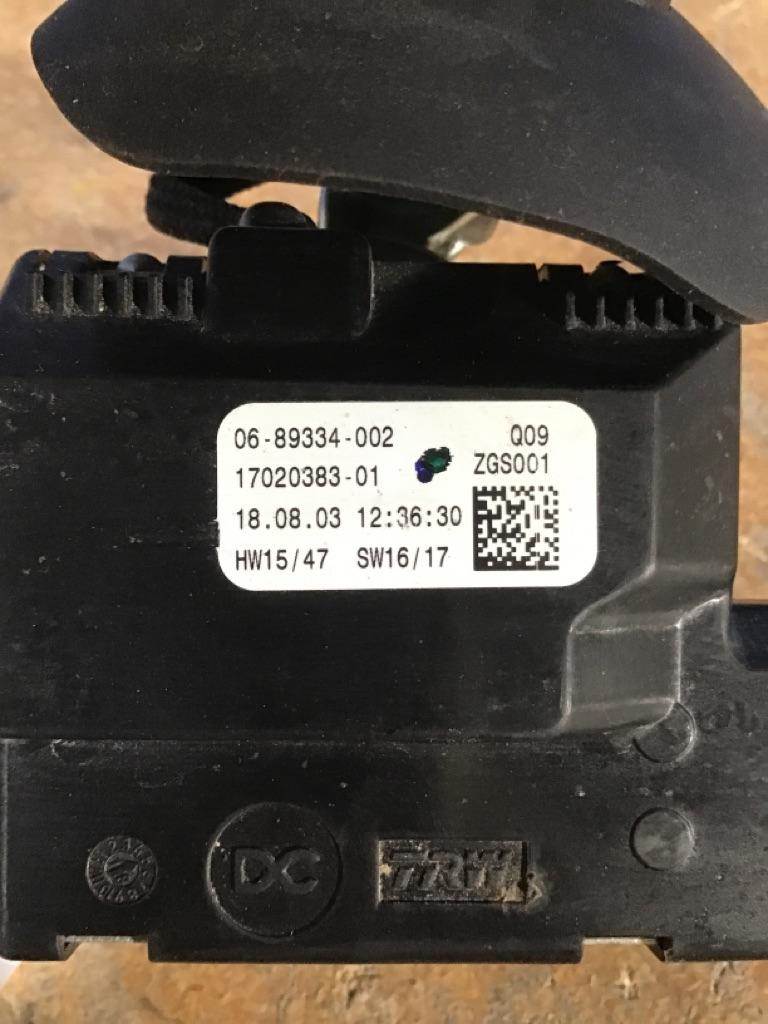 06-89334-002 Q09
17020383-01 ZGS001
18.08.03 12:36:30
HW15/47 SW16/17
DC TRW